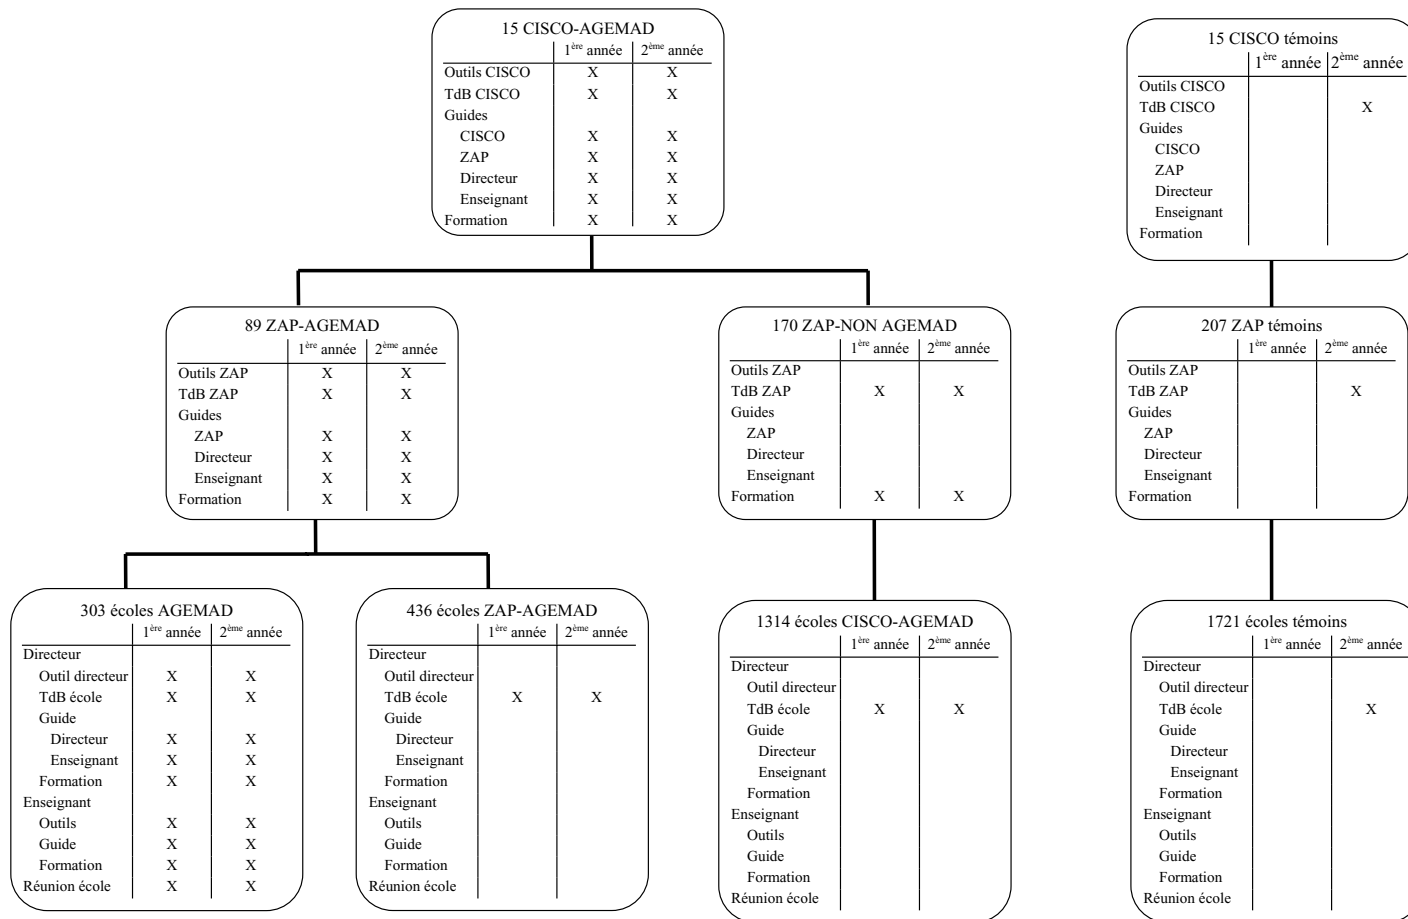 15 CISCO-AGEMAD
1ère année 2ème année
Outils CISCO X X
TdB CISCO X X
Guides
CISCO X X
ZAP X X
Directeur X X
Enseignant X X
Formation X X
15 CISCO témoins
1ère année 2ème année
Outils CISCO
TdB CISCO X
Guides
CISCO
ZAP
Directeur
Enseignant
Formation
89 ZAP-AGEMAD
1ère année 2ème année
Outils ZAP X X
TdB ZAP X X
Guides
ZAP X X
Directeur X X
Enseignant X X
Formation X X
170 ZAP-NON AGEMAD
1ère année 2ème année
Outils ZAP
TdB ZAP X X
Guides
ZAP
Directeur
Enseignant
Formation X X
207 ZAP témoins
1ère année 2ème année
Outils ZAP
TdB ZAP X
Guides
ZAP
Directeur
Enseignant
Formation
303 écoles AGEMAD
1ère année 2ème année
Directeur
Outil directeur X X
TdB école X X
Guide
Directeur X X
Enseignant X X
Formation X X
Enseignant
Outils X X
Guide X X
Formation X X
Réunion école X X
436 écoles ZAP-AGEMAD
1ère année 2ème année
Directeur
Outil directeur
TdB école X X
Guide
Directeur
Enseignant
Formation
Enseignant
Outils
Guide
Formation
Réunion école
1314 écoles CISCO-AGEMAD
1ère année 2ème année
Directeur
Outil directeur
TdB école X X
Guide
Directeur
Enseignant
Formation
Enseignant
Outils
Guide
Formation
Réunion école
1721 écoles témoins
1ère année 2ème année
Directeur
Outil directeur
TdB école X
Guide
Directeur
Enseignant
Formation
Enseignant
Outils
Guide
Formation
Réunion école